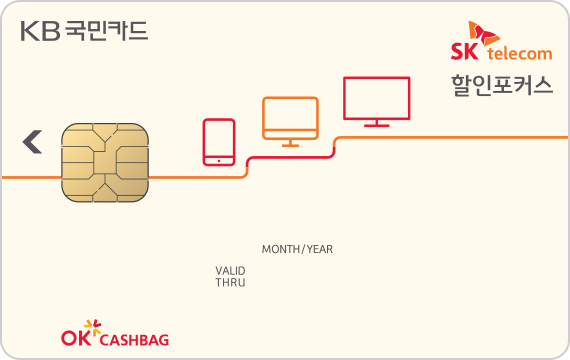 KB 국민카드
SK telecom
할인포커스
MONTH/YEAR
VALID
THRU
OK CASHBAG